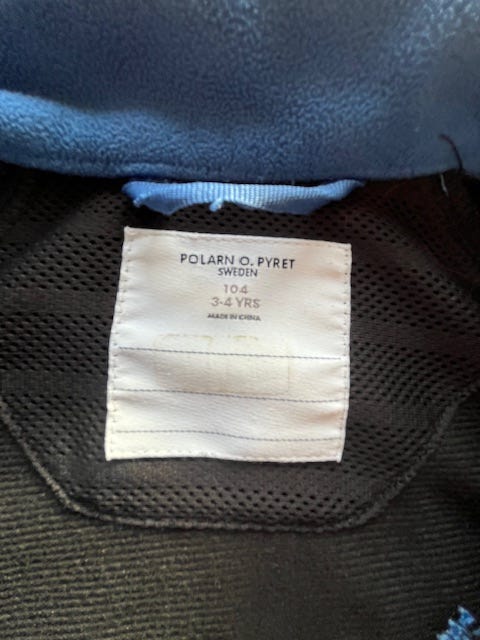 POLARN O. PYRET
SWEDEN
104
3-4 YRS
MADE IN CHINA